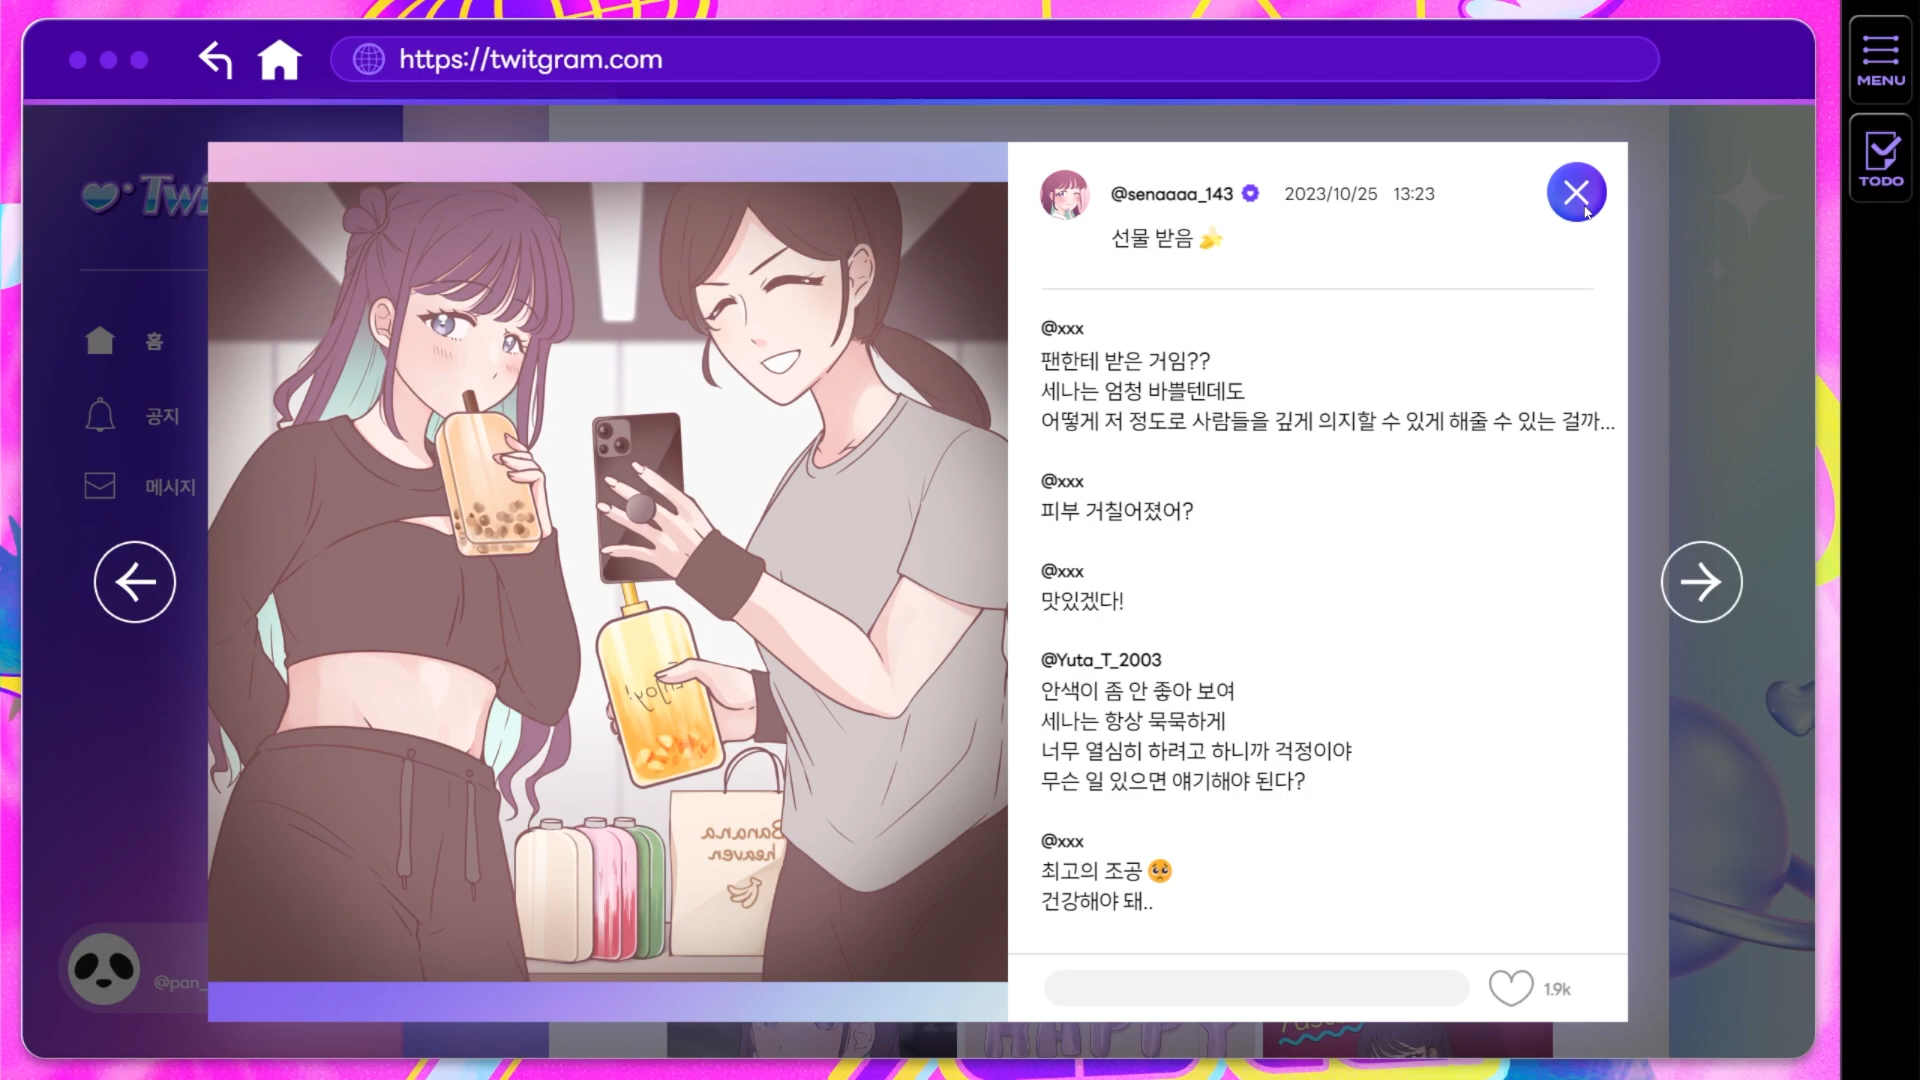 https://twitgram.com
MENU
TODO
Twi
홈
공지
메시지
@pan_
@senaaaa_143 2023/10/25 13:23
선물 받음 🍌
@xxx
팬한테 받은 거임??
세나는 엄청 바쁠텐데도
어떻게 저 정도로 사람들을 깊게 의지할 수 있게 해줄 수 있는 걸까...
@xxx
피부 거칠어졌어?
@xxx
맛있겠다!
@Yuta_T_2003
안색이 좀 안 좋아 보여
세나는 항상 묵묵하게
너무 열심히 하려고 하니까 걱정이야
무슨 일 있으면 얘기해야 된다?
@xxx
최고의 조공 🥺
건강해야 돼..
1.9k
Enjoy!
Banana
heaven
HAPPY